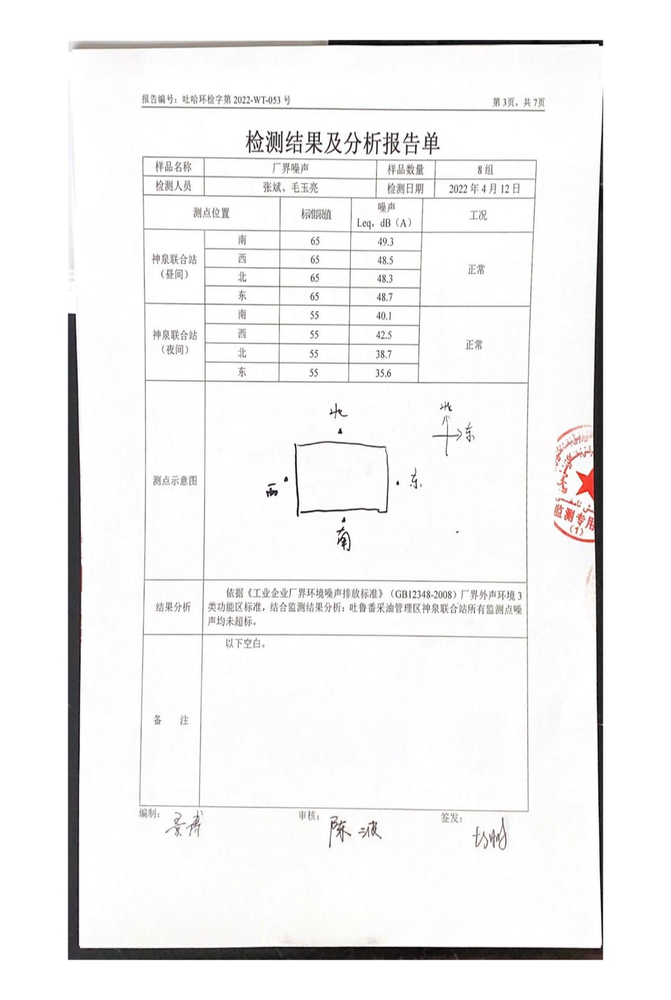 报告编号：吐哈环检字第 2022-WT-053 号 第 3页，共 7页
检测结果及分析报告单
样品名称 厂界噪声 样品数量 8 组
检测人员 张斌、毛玉亮 检测日期 2022 年 4 月 12 日
测点位置 标准限值 噪声 Leq，dB（A） 工况
神泉联合站（昼间） 南 65 49.3 正常
西 65 48.5
北 65 48.3
东 65 48.7
神泉联合站（夜间） 南 55 40.1 正常
西 55 42.5
北 55 38.7
东 55 35.6
测点示意图
北
北
东
西
东
南
监测专用
（1）
结果分析
依据《工业企业厂界环境噪声排放标准》（GB12348-2008）厂界外声环境 3
类功能区标准，结合监测结果分析：吐鲁番采油管理区神泉联合站所有监测点噪
声均未超标。
备 注
以下空白。
编制： 审核：陈波 签发：